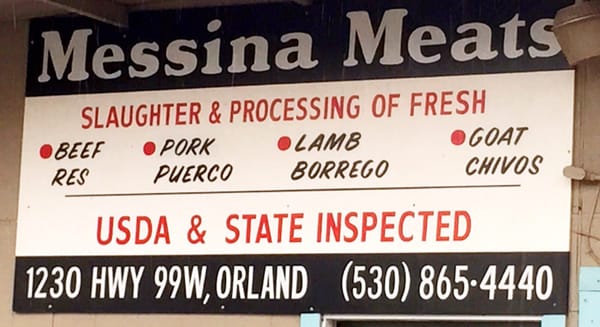 Messina Meats
SLAUGHTER & PROCESSING OF FRESH
BEEF PORK LAMB GOAT
RES PUERCO BORREGO CHIVOS
USDA & STATE INSPECTED
1230 HWY 99W, ORLAND (530) 865-4440